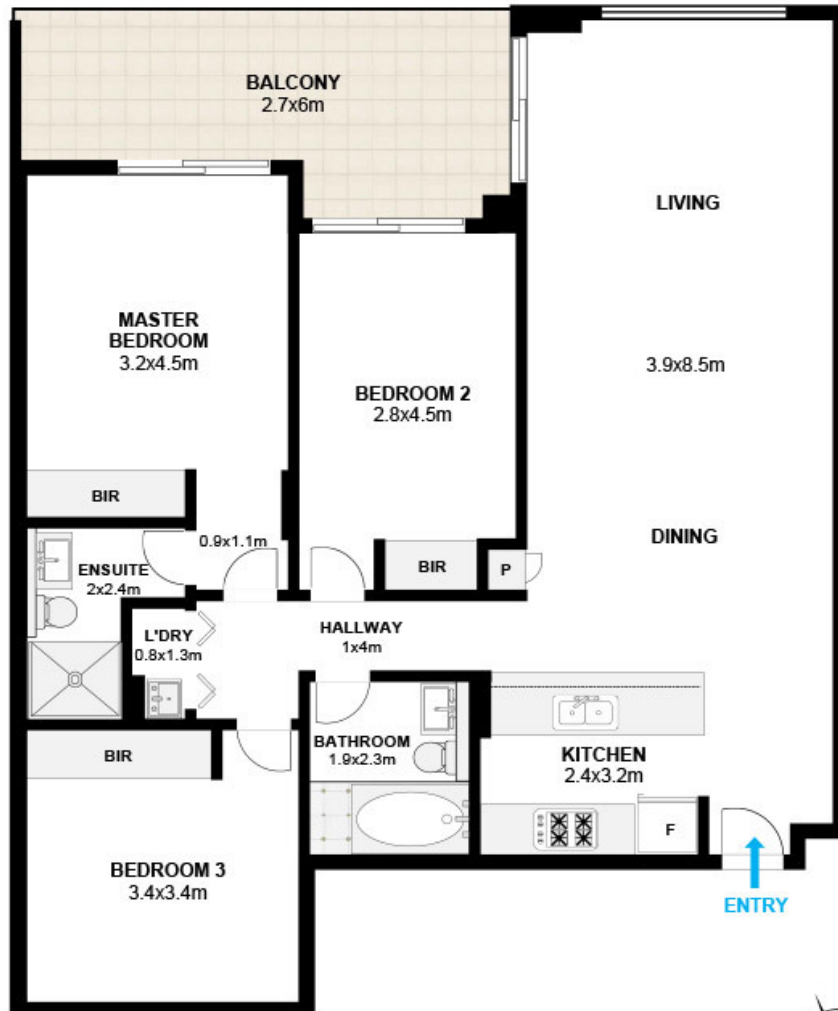 BALCONY
2.7x6m
LIVING
MASTER
BEDROOM
3.2x4.5m
3.9x8.5m
BEDROOM 2
2.8x4.5m
BIR
DINING
0.9x1.1m
ENSUITE
2x2.4m
BIR
P
L'DRY
0.8x1.3m
HALLWAY
1x4m
BATHROOM
1.9x2.3m
KITCHEN
2.4x3.2m
BIR
F
BEDROOM 3
3.4x3.4m
ENTRY